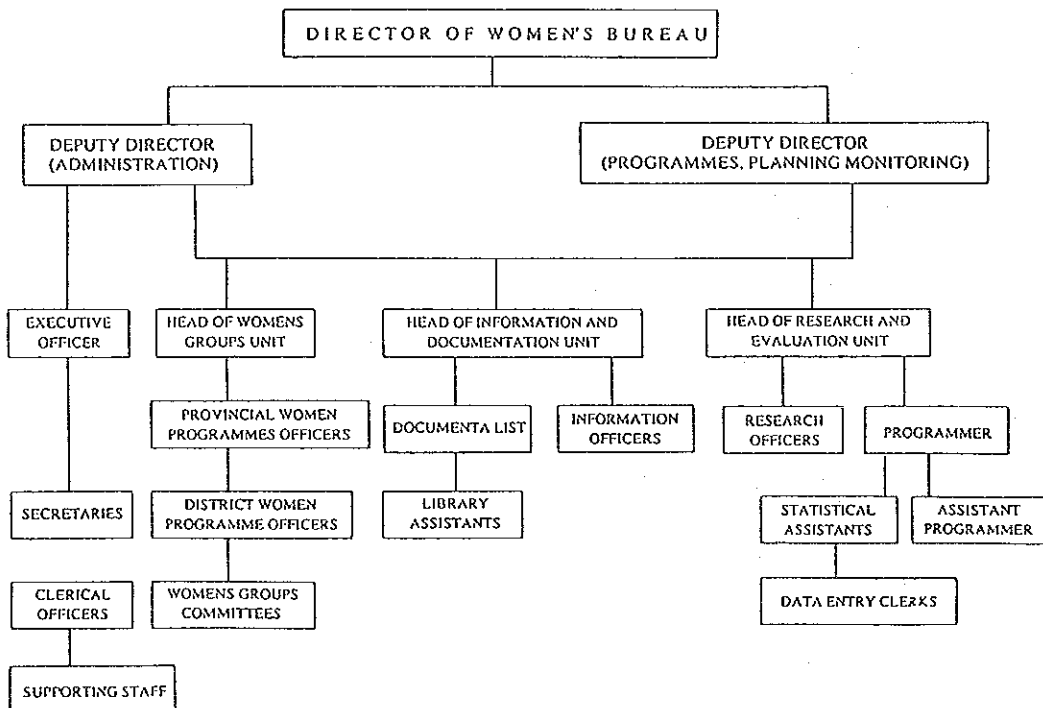 DIRECTOR OF WOMEN'S BUREAU
DEPUTY DIRECTOR
(ADMINISTRATION)
DEPUTY DIRECTOR
(PROGRAMMES, PLANNING MONITORING)
EXECUTIVE
OFFICER
HEAD OF WOMENS
GROUPS UNIT
HEAD OF INFORMATION AND
DOCUMENTATION UNIT
HEAD OF RESEARCH AND
EVALUATION UNIT
PROVINCIAL WOMEN
PROGRAMMES OFFICERS
DOCUMENTA LIST
INFORMATION
OFFICERS
RESEARCH
OFFICERS
PROGRAMMER
SECRETARIES
DISTRICT WOMEN
PROGRAMME OFFICERS
LIBRARY
ASSISTANTS
STATISTICAL
ASSISTANTS
ASSISTANT
PROGRAMMER
CLERICAL
OFFICERS
WOMENS GROUPS
COMMITTEES
DATA ENTRY CLERKS
SUPPORTING STAFF